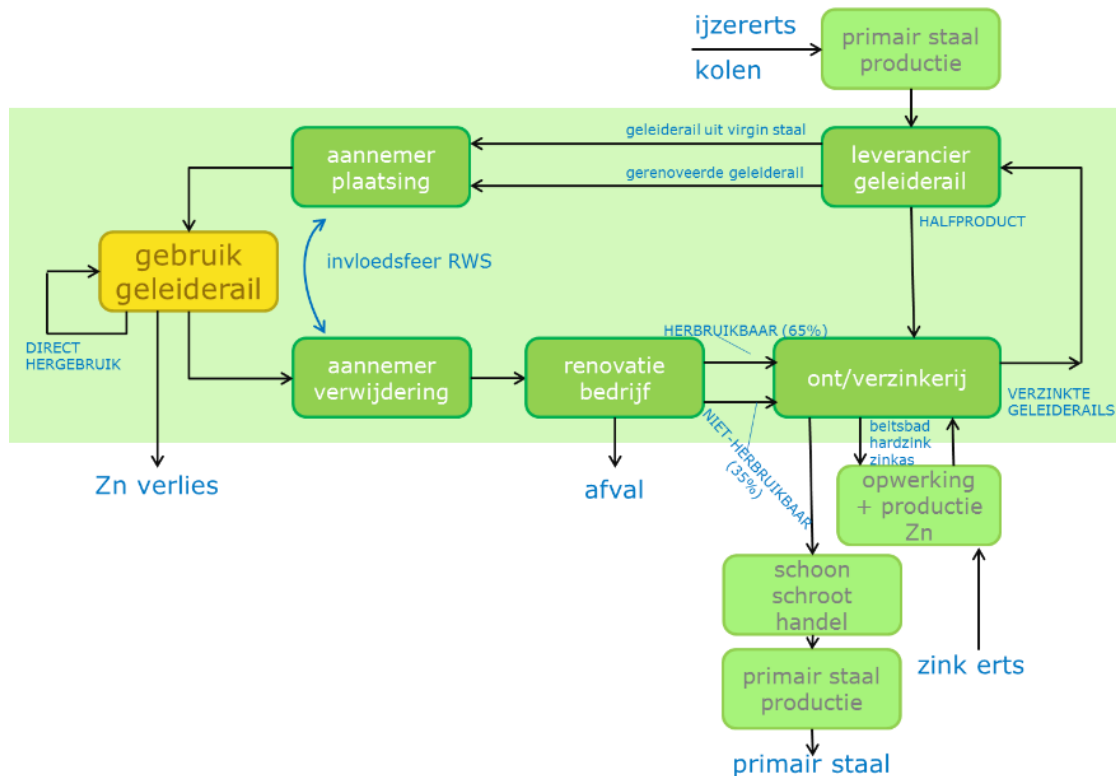 ijzererts
kolen
primair staal
productie
geleiderail uit virgin staal
aannemer
plaatsing
leverancier
geleiderail
gerenoveerde geleiderail
HALFPRODUCT
gebruik
geleiderail
invloedsfeer RWS
DIRECT
HERGEBRUIK
HERBRUIKBAAR (65%)
aannemer
verwijdering
renovatie
bedrijf
ont/verzinkerij
VERZINKTE
GELEIDERAILS
NIET-HERBRUIKBAAR
(35%)
beitsbad
hardzink
zinkas
Zn verlies
afval
opwerking
+ productie
Zn
schoon
schroot
handel
zink erts
primair staal
productie
primair staal